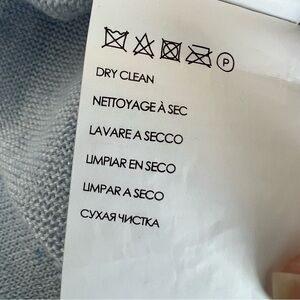 P
DRY CLEAN
NETTOYAGE À SEC
LAVARE A SECCO
LIMPIAR EN SECO
LIMPAR A SECO
СУХАЯ ЧИСТКА